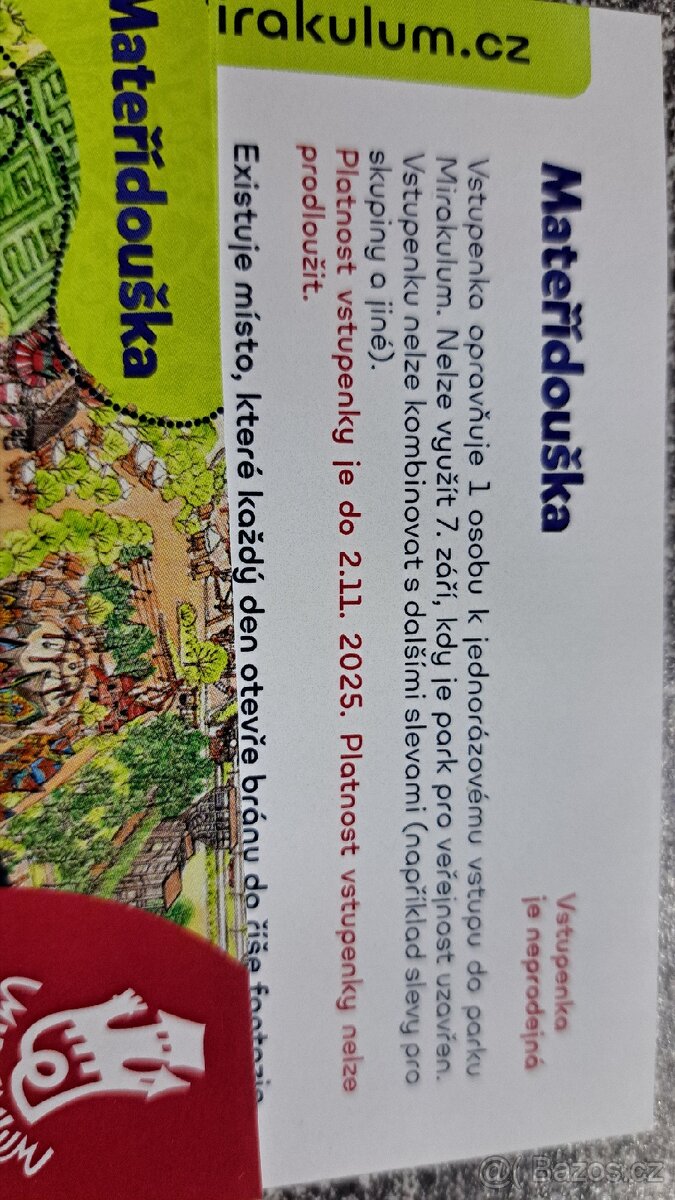 irakulum.cz
Mateřídouška
Vstupenka
je neprodejná
Vstupenka opravňuje 1 osobu k jednorázovému vstupu do parku
Mirakulum. Nelze využít 7. září, kdy je park pro veřejnost uzavřen.
Vstupenku nelze kombinovat s dalšími slevami (například slevy pro
skupiny a jiné).
Platnost vstupenky je do 2.11. 2025. Platnost vstupenky nelze
prodloužit.
Existuje místo, které každý den otevře bránu do říše fantazie
Mateřídouška
Bazos.cz